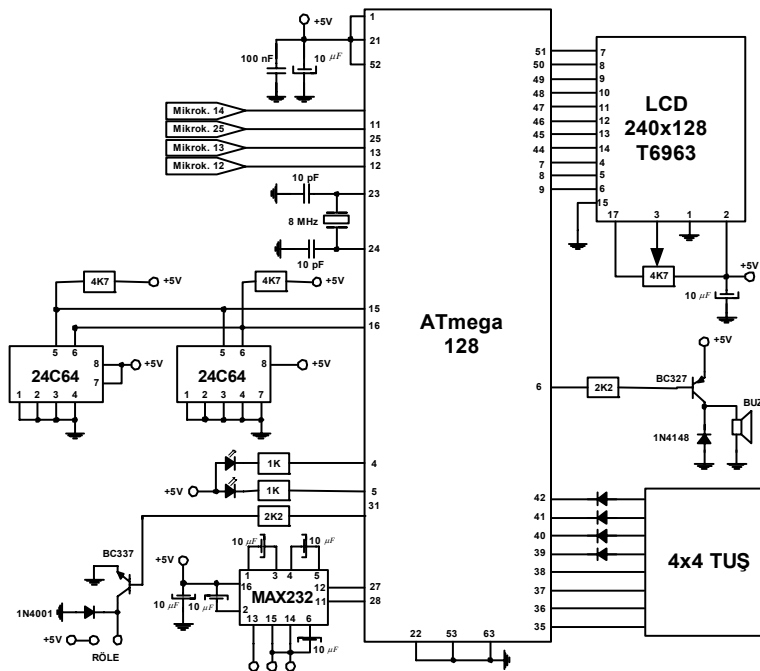 +5V
100 nF
10 µF
1
21
52
Mikrok. 14
Mikrok. 25
Mikrok. 13
Mikrok. 12
11
25
13
12
10 pF
23
8 MHz
24
10 pF
4K7
+5V
4K7
+5V
15
16
5
6
24C64
8
7
+5V
1
2
3
4
5
6
24C64
8
+5V
1
2
3
4
7
ATmega
128
51
50
49
48
47
46
45
44
7
8
9
7
8
9
10
11
12
13
14
4
5
6
15
LCD
240x128
T6963
17
3
1
2
4K7
+5V
10 µF
+5V
6
2K2
BC327
BUZ
1N4148
+5V
1K
4
1K
5
2K2
31
BC337
1N4001
+5V
RÖLE
+5V
10 µF
10 µF
10 µF
10 µF
1
3
4
5
16
2
MAX232
12
11
27
28
13
15
14
6
10 µF
22
53
63
42
41
40
39
38
37
36
35
4x4 TUŞ